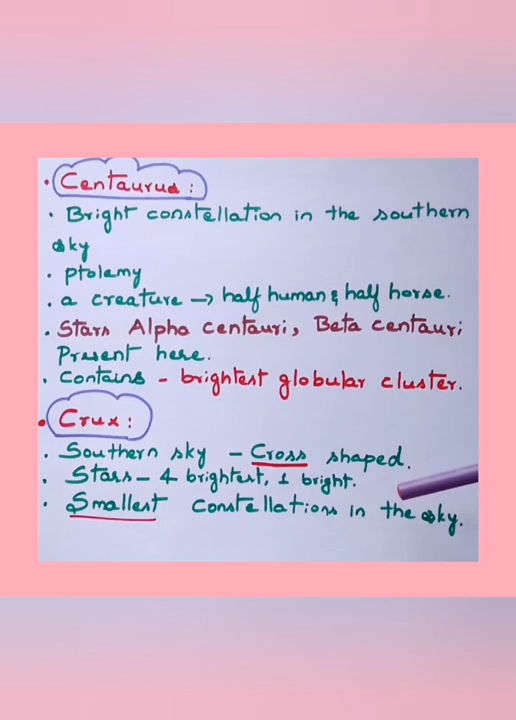 • Centaurus :
• Bright constellation in the southern
sky
• ptolemy
• a creature → half human & half horse.
• Stars Alpha centauri, Beta centauri
Present here.
• Contains – brightest globular cluster.
• Crux :
• Southern sky – Cross shaped.
• Stars – 4 brightest, 1 bright.
• Smallest constellations in the sky.